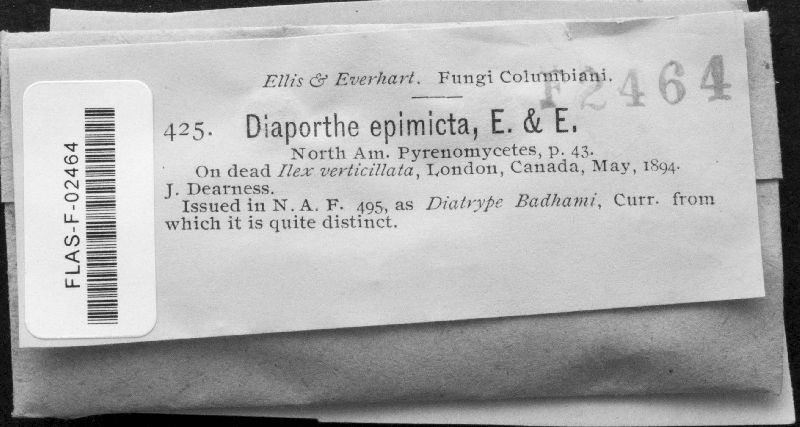 Ellis & Everhart. Fungi Columbiani.
F2464
425. Diaporthe epimicta, E. & E.
North Am. Pyrenomycetes, p. 43.
On dead Ilex verticillata, London, Canada, May, 1894.
J. Dearness.
Issued in N. A. F. 495, as Diatrype Badhami, Curr. from
which it is quite distinct.
FLAS-F-02464